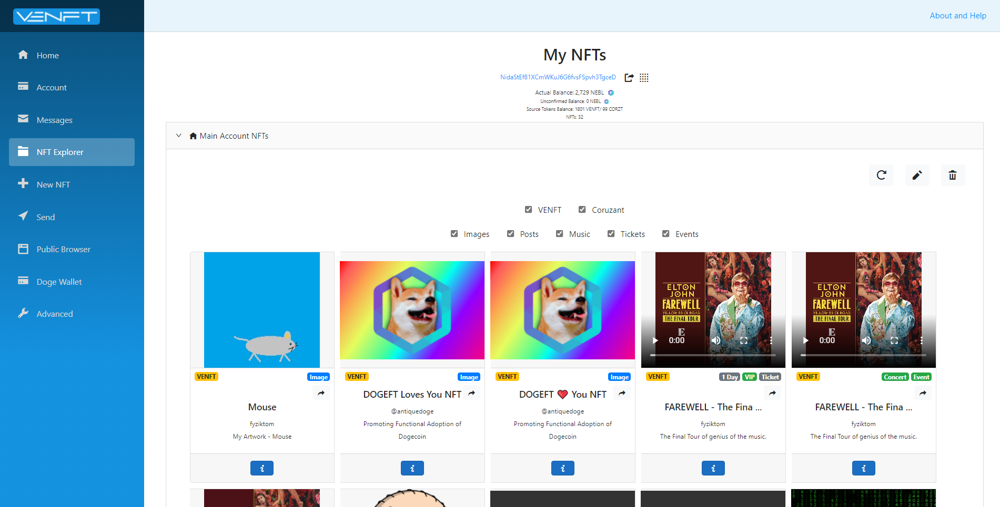 VENFT
About and Help
Home
Account
Messages
NFT Explorer
New NFT
Send
Public Browser
Doge Wallet
Advanced
My NFTs
NidaStEf81XCmWKuJ6G6fvsFSpvh3TgceD
Actual Balance: 2,729 NEBL
Unconfirmed Balance: 0 NEBL
Source Tokens Balance: 1801 VENFT/ 99 CORZT
NFTs: 32
Main Account NFTs
VENFT Coruzant
Images Posts Music Tickets Events
VENFT Image
Mouse
fyziktom
My Artwork - Mouse
i
VENFT Image
DOGEFT Loves You NFT
@antiquedoge
Promoting Functional Adoption of
Dogecoin
i
VENFT Image
DOGEFT ❤️ You NFT
@antiquedoge
Promoting Functional Adoption of
Dogecoin
i
ELTON
JOHN
FAREWELL
YELLOW BRICK ROAD
THE FINAL TOUR
E
0:00
VENFT 1 Day VIP Ticket
FAREWELL - The Fina ...
fyziktom
The Final Tour of genius of the music.
i
ELTON
JOHN
FAREWELL
YELLOW BRICK ROAD
THE FINAL TOUR
E
0:00
VENFT Concert Event
FAREWELL - The Fina ...
fyziktom
The Final Tour of genius of the music.
i